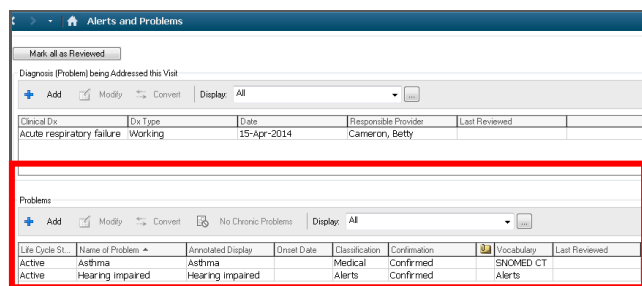 Alerts and Problems
Mark all as Reviewed
Diagnosis (Problem) being Addressed this Visit
Add Modify Convert Display: All ...
Clinical Dx Dx Type Date Responsible Provider Last Reviewed
Acute respiratory failure Working 15-Apr-2014 Cameron, Betty
Problems
Add Modify Convert No Chronic Problems Display: All ...
Life Cycle St... Name of Problem Annotated Display Onset Date Classification Confirmation Vocabulary Last Reviewed
Active Asthma Asthma Medical Confirmed SNOMED CT
Active Hearing impaired Hearing impaired Alerts Confirmed Alerts